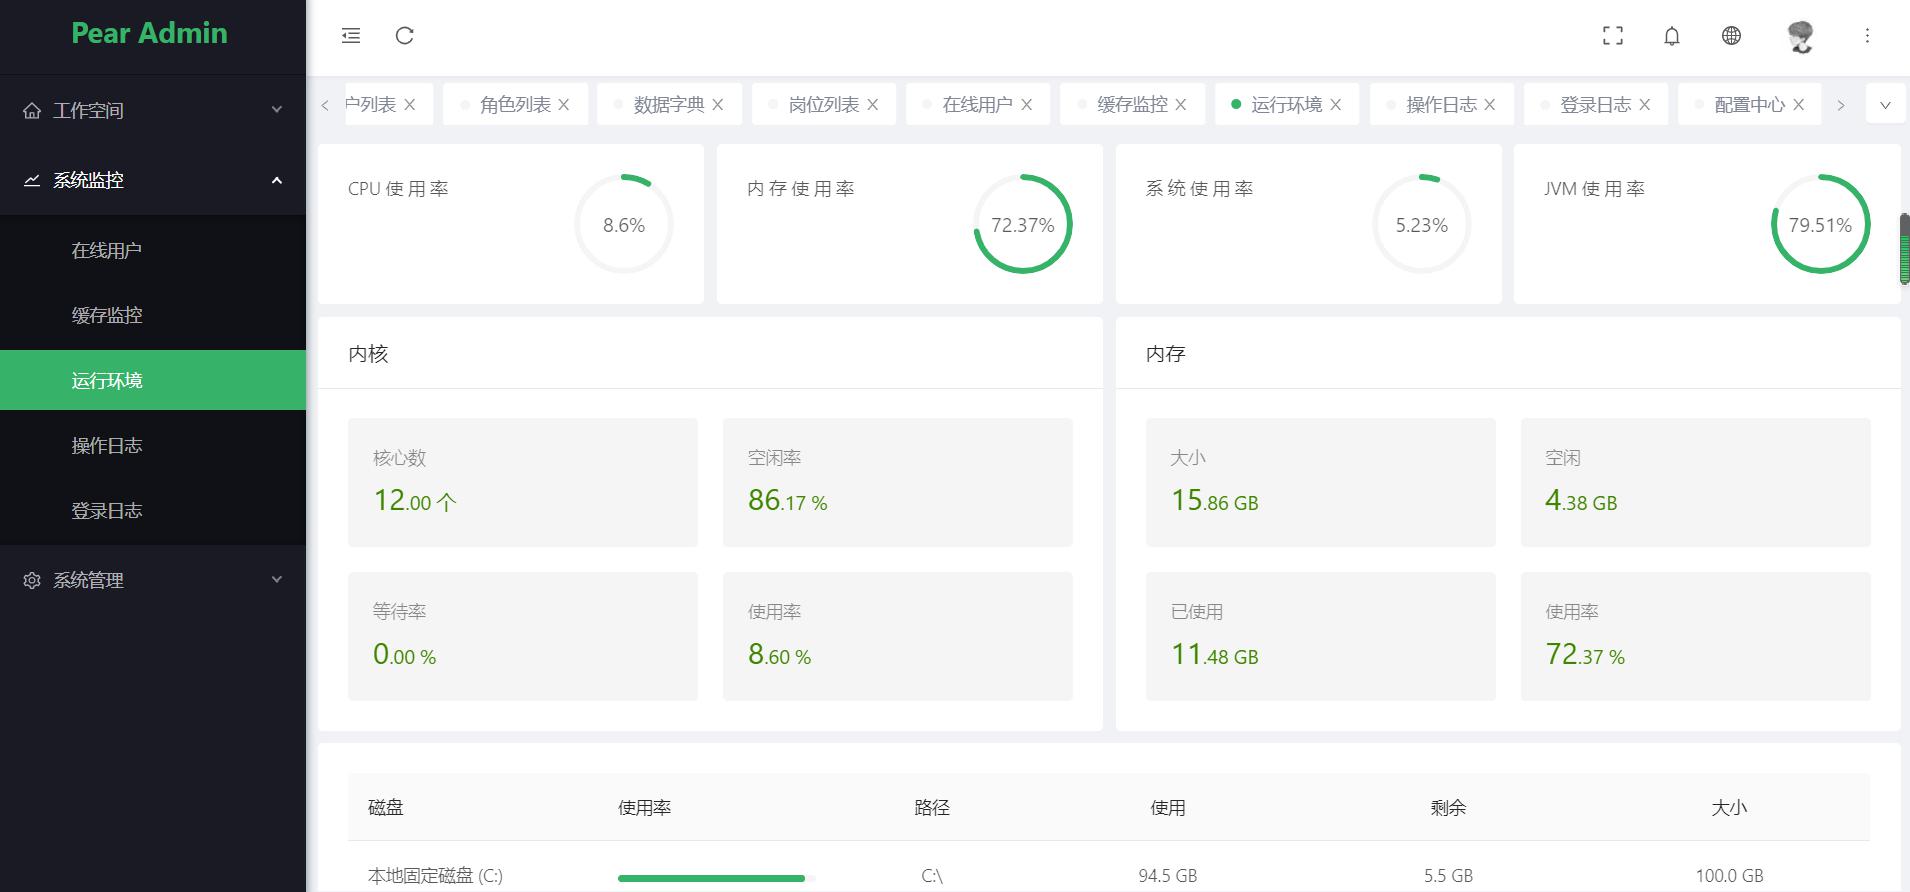 Pear Admin
工作空间
系统监控
在线用户
缓存监控
运行环境
操作日志
登录日志
系统管理
户列表
角色列表
数据字典
岗位列表
在线用户
缓存监控
运行环境
操作日志
登录日志
配置中心
CPU 使用率
8.6%
内存使用率
72.37%
系统使用率
5.23%
JVM 使用率
79.51%
内核
核心数
12.00 个
空闲率
86.17 %
等待率
0.00 %
使用率
8.60 %
内存
大小
15.86 GB
空闲
4.38 GB
已使用
11.48 GB
使用率
72.37 %
磁盘 使用率 路径 使用 剩余 大小
本地固定磁盘 (C:) C:\ 94.5 GB 5.5 GB 100.0 GB